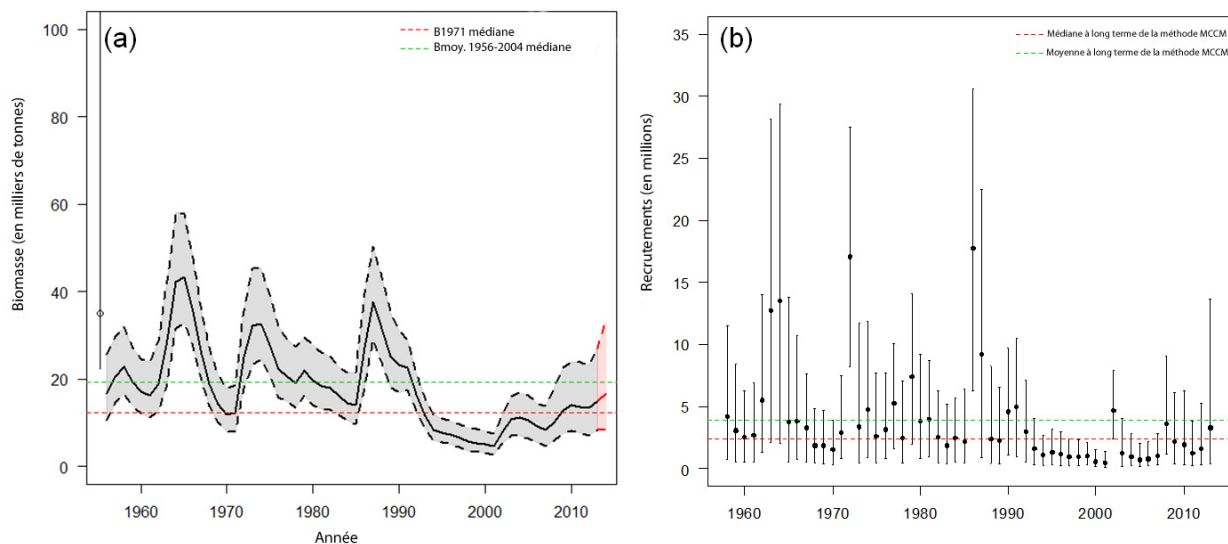 (a)
B1971 médiane
Bmoy. 1956-2004 médiane
Biomasse (en milliers de tonnes)
100
80
60
40
20
0
1960 1970 1980 1990 2000 2010
Année
(b)
Médiane à long terme de la méthode MCCM
Moyenne à long terme de la méthode MCCM
Recrutements (en millions)
35
30
25
20
15
10
5
0
1960 1970 1980 1990 2000 2010